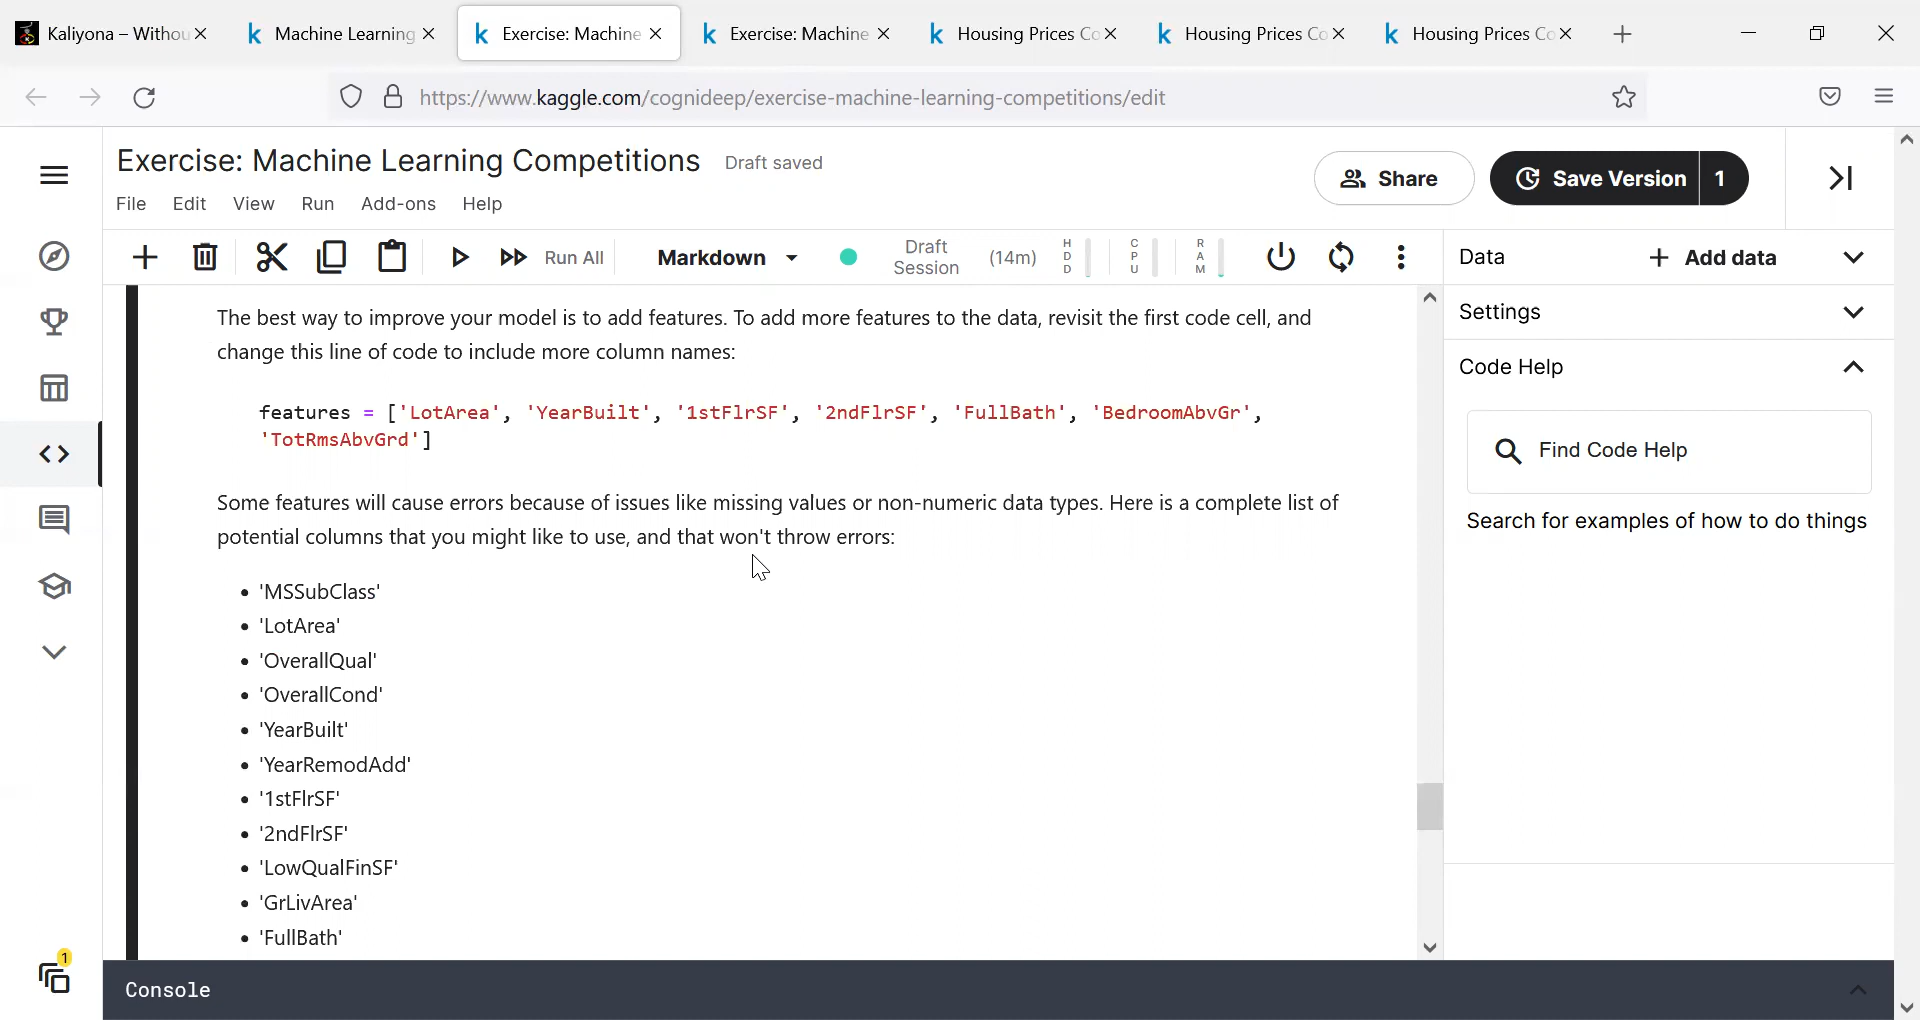 Kaliyona – Withou
Machine Learning
Exercise: Machine
Exercise: Machine
Housing Prices Co
Housing Prices Co
Housing Prices Co
https://www.kaggle.com/cognideep/exercise-machine-learning-competitions/edit
Exercise: Machine Learning Competitions Draft saved
Share
Save Version 1
File Edit View Run Add-ons Help
Run All
Markdown
Draft
Session
(14m)
HDD
CPU
RAM
Data
Add data
Settings
Code Help
Find Code Help
Search for examples of how to do things
The best way to improve your model is to add features. To add more features to the data, revisit the first code cell, and
change this line of code to include more column names:
features = ['LotArea', 'YearBuilt', '1stFlrSF', '2ndFlrSF', 'FullBath', 'BedroomAbvGr',
'TotRmsAbvGrd']
Some features will cause errors because of issues like missing values or non-numeric data types. Here is a complete list of
potential columns that you might like to use, and that won't throw errors:
• 'MSSubClass'
• 'LotArea'
• 'OverallQual'
• 'OverallCond'
• 'YearBuilt'
• 'YearRemodAdd'
• '1stFlrSF'
• '2ndFlrSF'
• 'LowQualFinSF'
• 'GrLivArea'
• 'FullBath'
1
Console